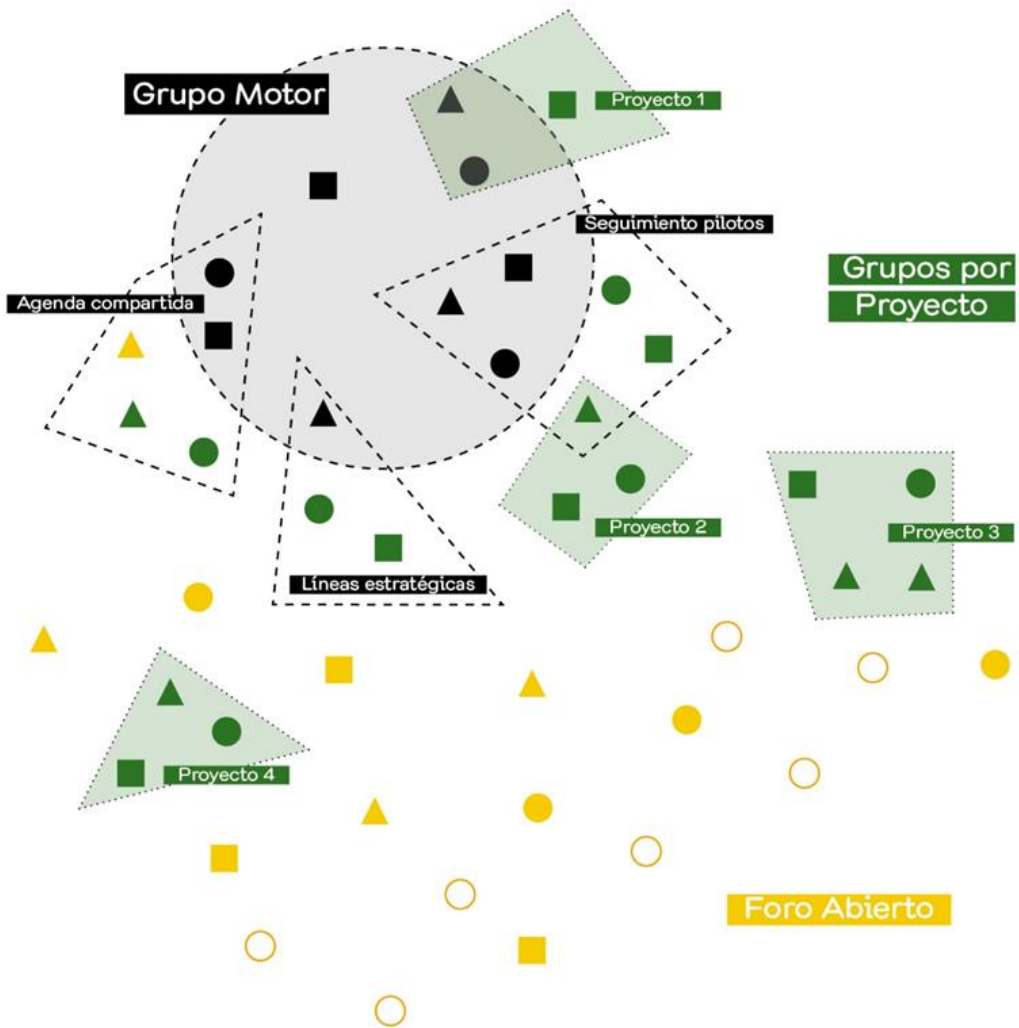 Grupo Motor
Proyecto 1
Seguimiento pilotos
Grupos por
Proyecto
Agenda compartida
Proyecto 2
Proyecto 3
Líneas estratégicas
Proyecto 4
Foro Abierto